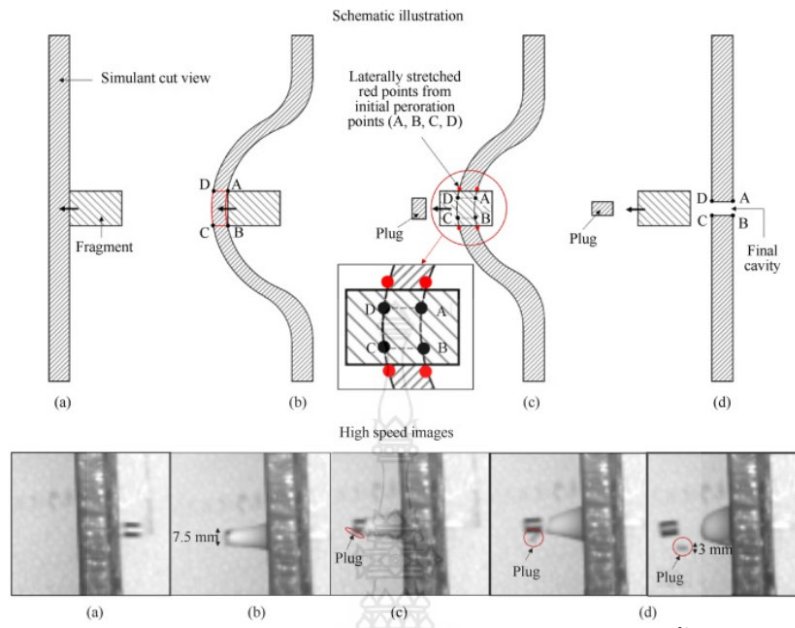 Schematic illustration
Simulant cut view
Fragment
D A
C B
Laterally stretched
red points from
initial peroration
points (A, B, C, D)
D A
C B
Plug
D A
C B
D A
C B
Plug
Final
cavity
(a) (b) (c) (d)
High speed images
7.5 mm
Plug
Plug
Plug
3 mm
(a) (b) (c) (d)